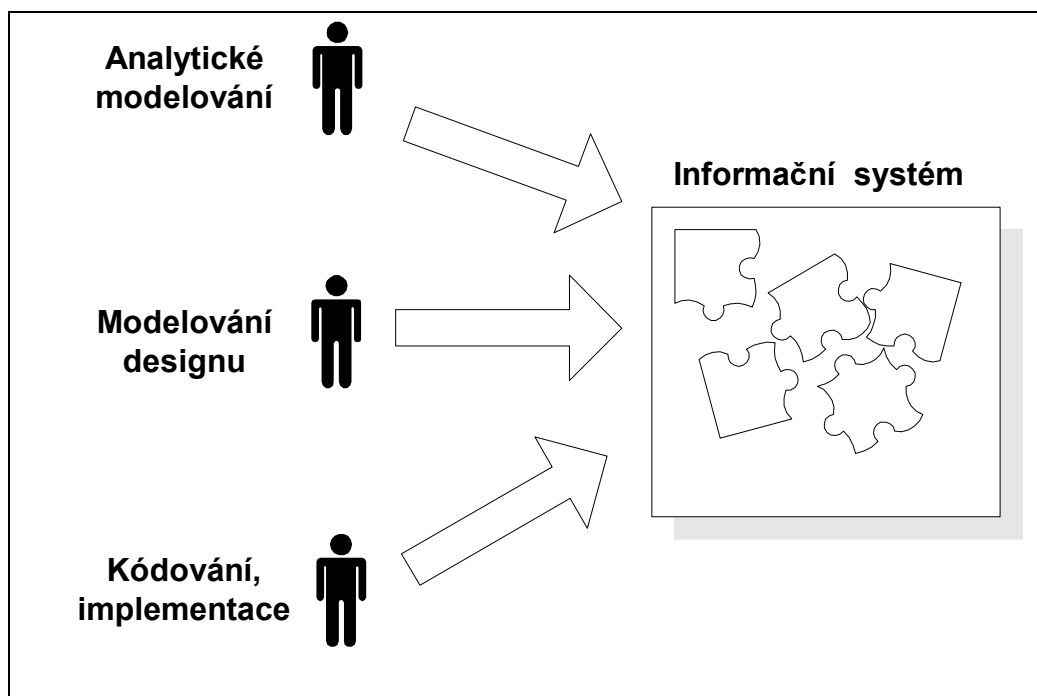 Analytické
modelování
Informační systém
Modelování
designu
Kódování,
implementace